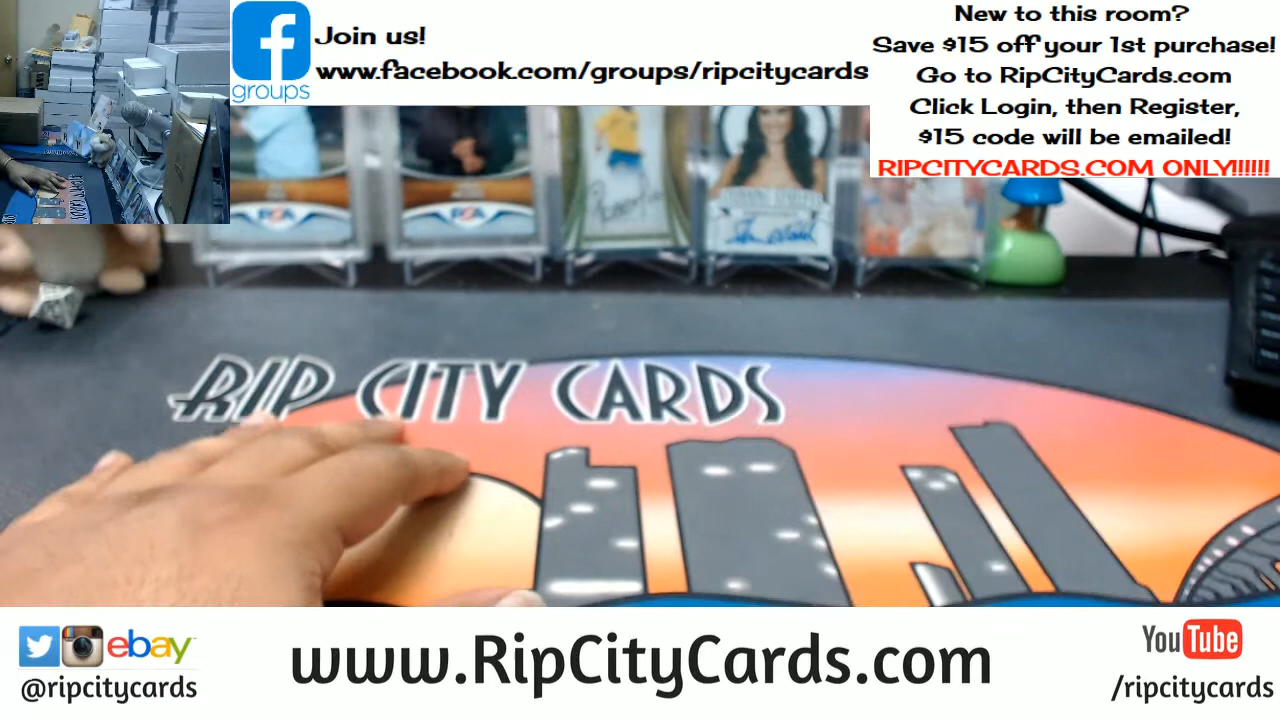 Join us!
www.facebook.com/groups/ripcitycards
groups
New to this room?
Save $15 off your 1st purchase!
Go to RipCityCards.com
Click Login, then Register,
$15 code will be emailed!
RIPCITYCARDS.COM ONLY!!!!!!
RIP CITY CARDS
ebay
@ripcitycards
www.RipCityCards.com
YouTube
/ripcitycards